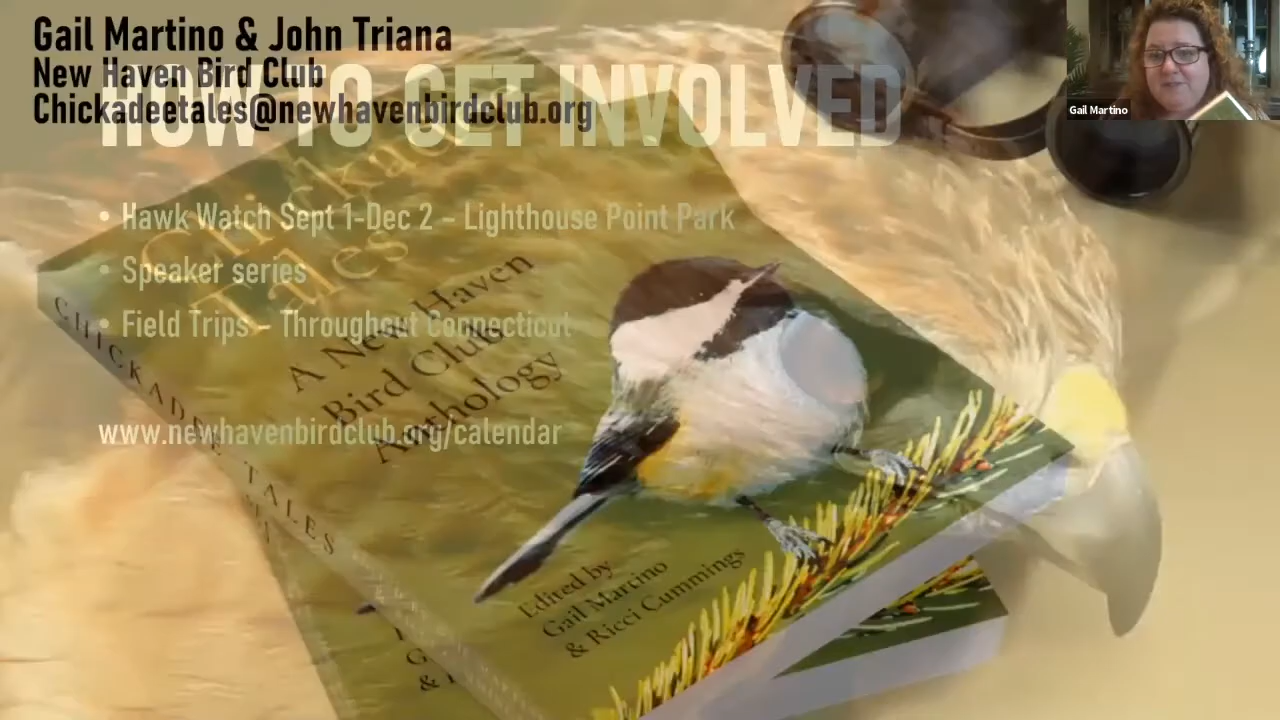 Gail Martino & John Triana
New Haven Bird Club
Chickadeetales@newhavenbirdclub.org
HOW TO GET INVOLVED
Gail Martino
• Hawk Watch Sept 1-Dec 2 – Lighthouse Point Park
• Speaker series
• Field Trips – Throughout Connecticut
www.newhavenbirdclub.org/calendar
Chickadee
Tales
A New Haven
Bird Club
Anthology
CHICKADEE TALES
Edited by
Gail Martino
& Ricci Cummings